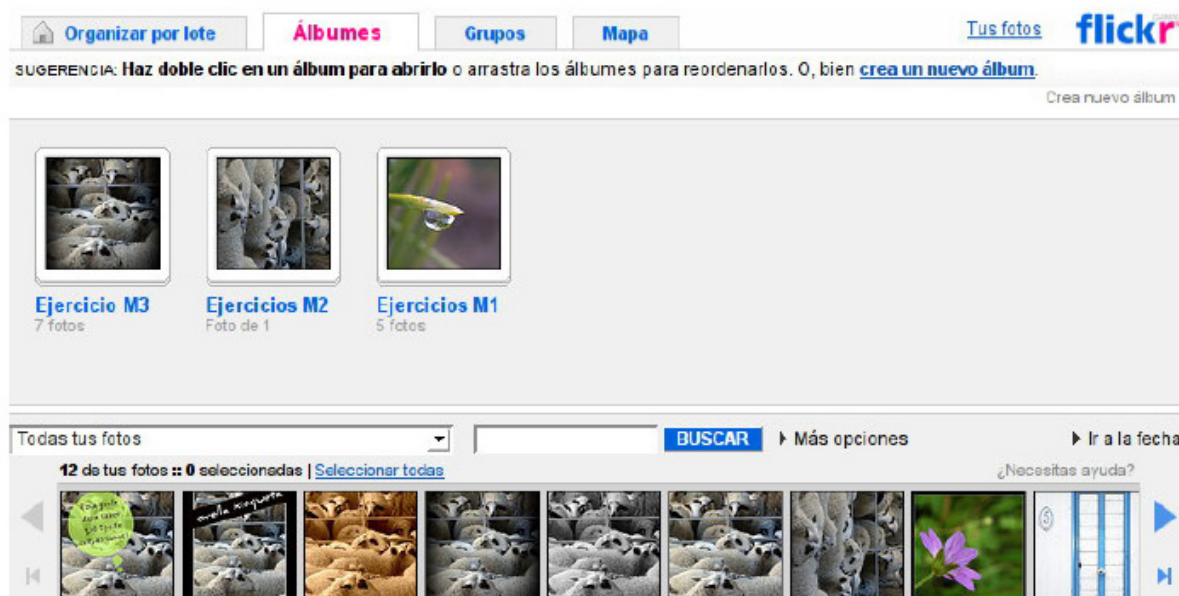 Organizar por lote Álbumes Grupos Mapa Tus fotos flickr
SUGERENCIA: Haz doble clic en un álbum para abrirlo o arrastra los álbumes para reordenarlos. O, bien crea un nuevo álbum.
Crea nuevo álbum
Ejercicio M3 Ejercicios M2 Ejercicios M1
7 fotos Foto de 1 5 fotos
Todas tus fotos BUSCAR Más opciones Ir a la fecha
12 de tus fotos :: 0 seleccionadas | Seleccionar todas ¿Necesitas ayuda?
5